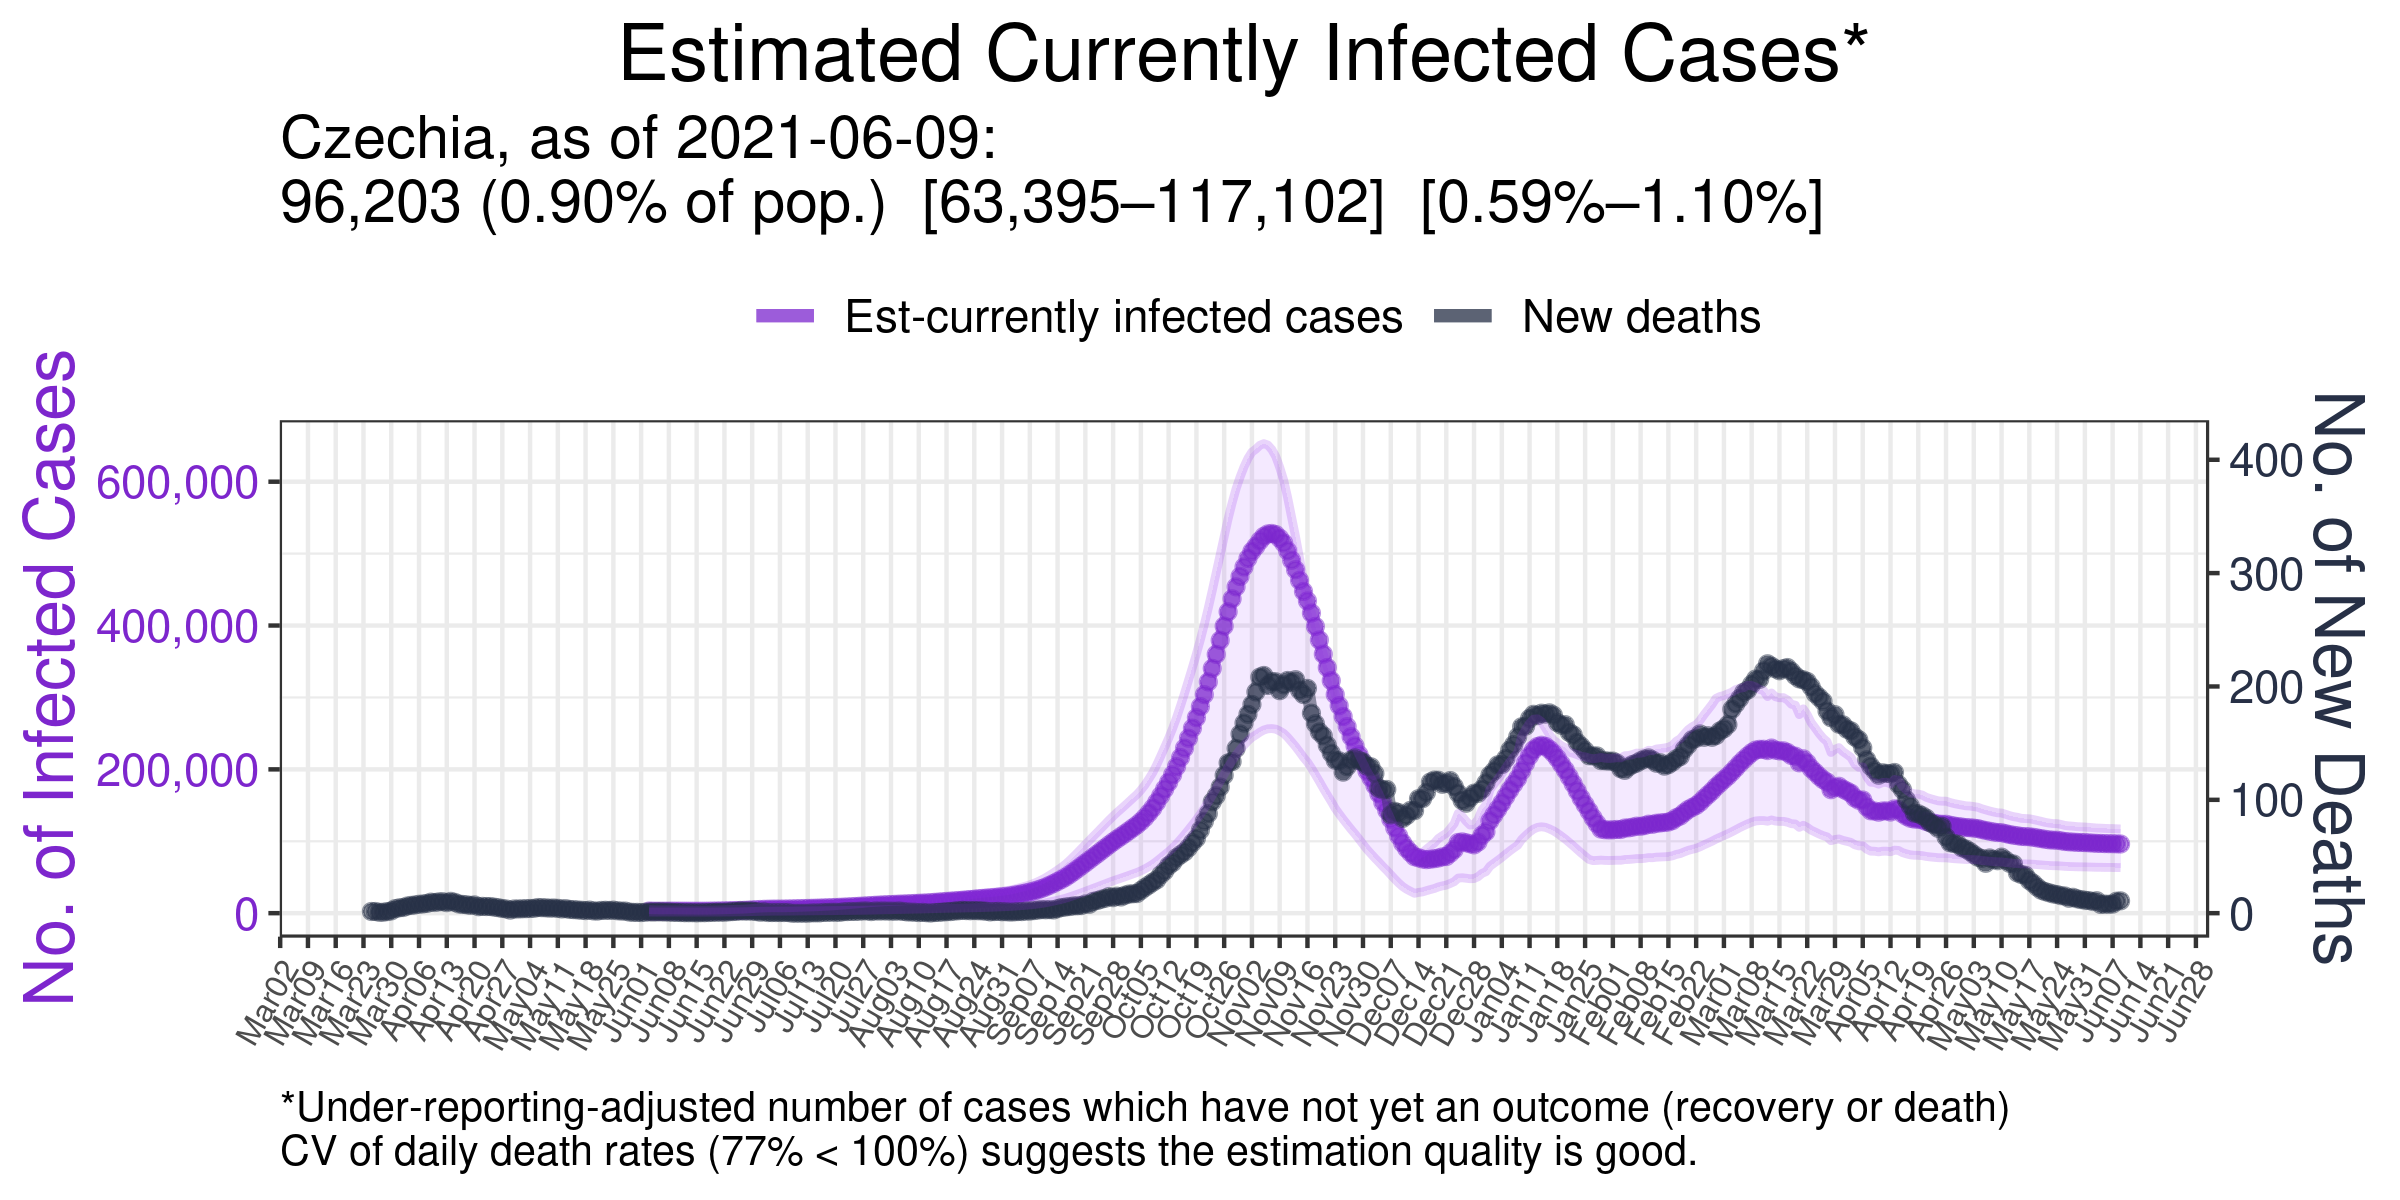 Estimated Currently Infected Cases*
Czechia, as of 2021-06-09:
96,203 (0.90% of pop.) [63,395–117,102] [0.59%–1.10%]
Est-currently infected cases
New deaths
No. of Infected Cases
600,000
400,000
200,000
0
No. of New Deaths
400
300
200
100
0
Mar02
Mar09
Mar16
Mar23
Mar30
Apr06
Apr13
Apr20
Apr27
May04
May11
May18
May25
Jun01
Jun08
Jun15
Jun22
Jun29
Jul06
Jul13
Jul20
Jul27
Aug03
Aug10
Aug17
Aug24
Aug31
Sep07
Sep14
Sep21
Sep28
Oct05
Oct12
Oct19
Oct26
Nov02
Nov09
Nov16
Nov23
Nov30
Dec07
Dec14
Dec21
Dec28
Jan04
Jan11
Jan18
Jan25
Feb01
Feb08
Feb15
Feb22
Mar01
Mar08
Mar15
Mar22
Mar29
Apr05
Apr12
Apr19
Apr26
May03
May10
May17
May24
May31
Jun07
Jun14
Jun21
Jun28
*Under-reporting-adjusted number of cases which have not yet an outcome (recovery or death)
CV of daily death rates (77% < 100%) suggests the estimation quality is good.